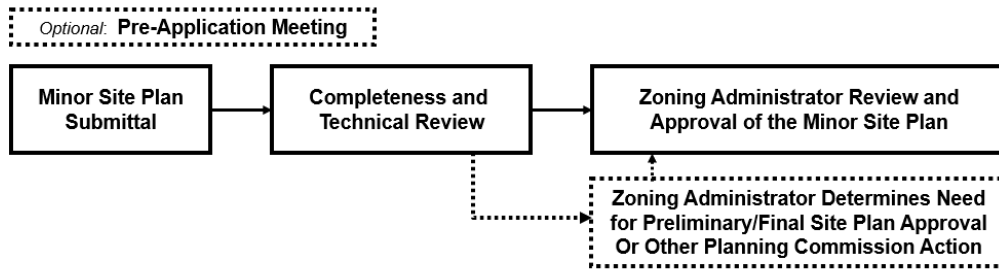 Optional: Pre-Application Meeting
Minor Site Plan
Submittal
Completeness and
Technical Review
Zoning Administrator Review and
Approval of the Minor Site Plan
Zoning Administrator Determines Need
for Preliminary/Final Site Plan Approval
Or Other Planning Commission Action